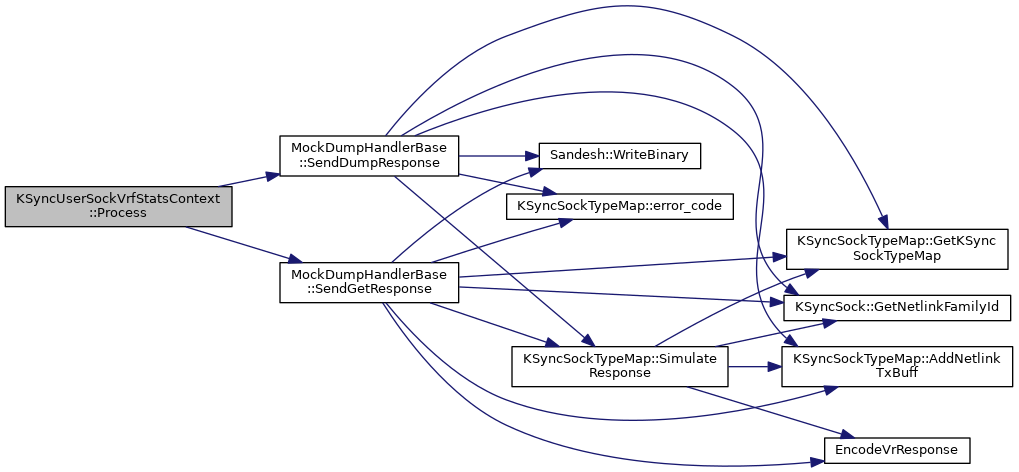 KSyncUserSockVrfStatsContext
::Process
MockDumpHandlerBase
::SendDumpResponse
MockDumpHandlerBase
::SendGetResponse
Sandesh::WriteBinary
KSyncSockTypeMap::error_code
KSyncSockTypeMap::Simulate
Response
KSyncSockTypeMap::GetKSync
SockTypeMap
KSyncSock::GetNetlinkFamilyId
KSyncSockTypeMap::AddNetlink
TxBuff
EncodeVrResponse